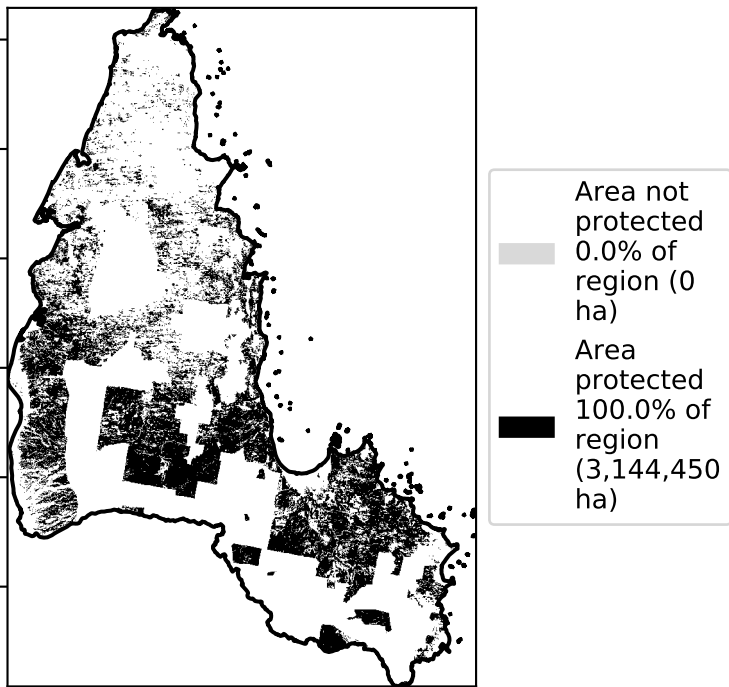 Area not
protected
0.0% of
region (0
ha)
Area
protected
100.0% of
region
(3,144,450
ha)